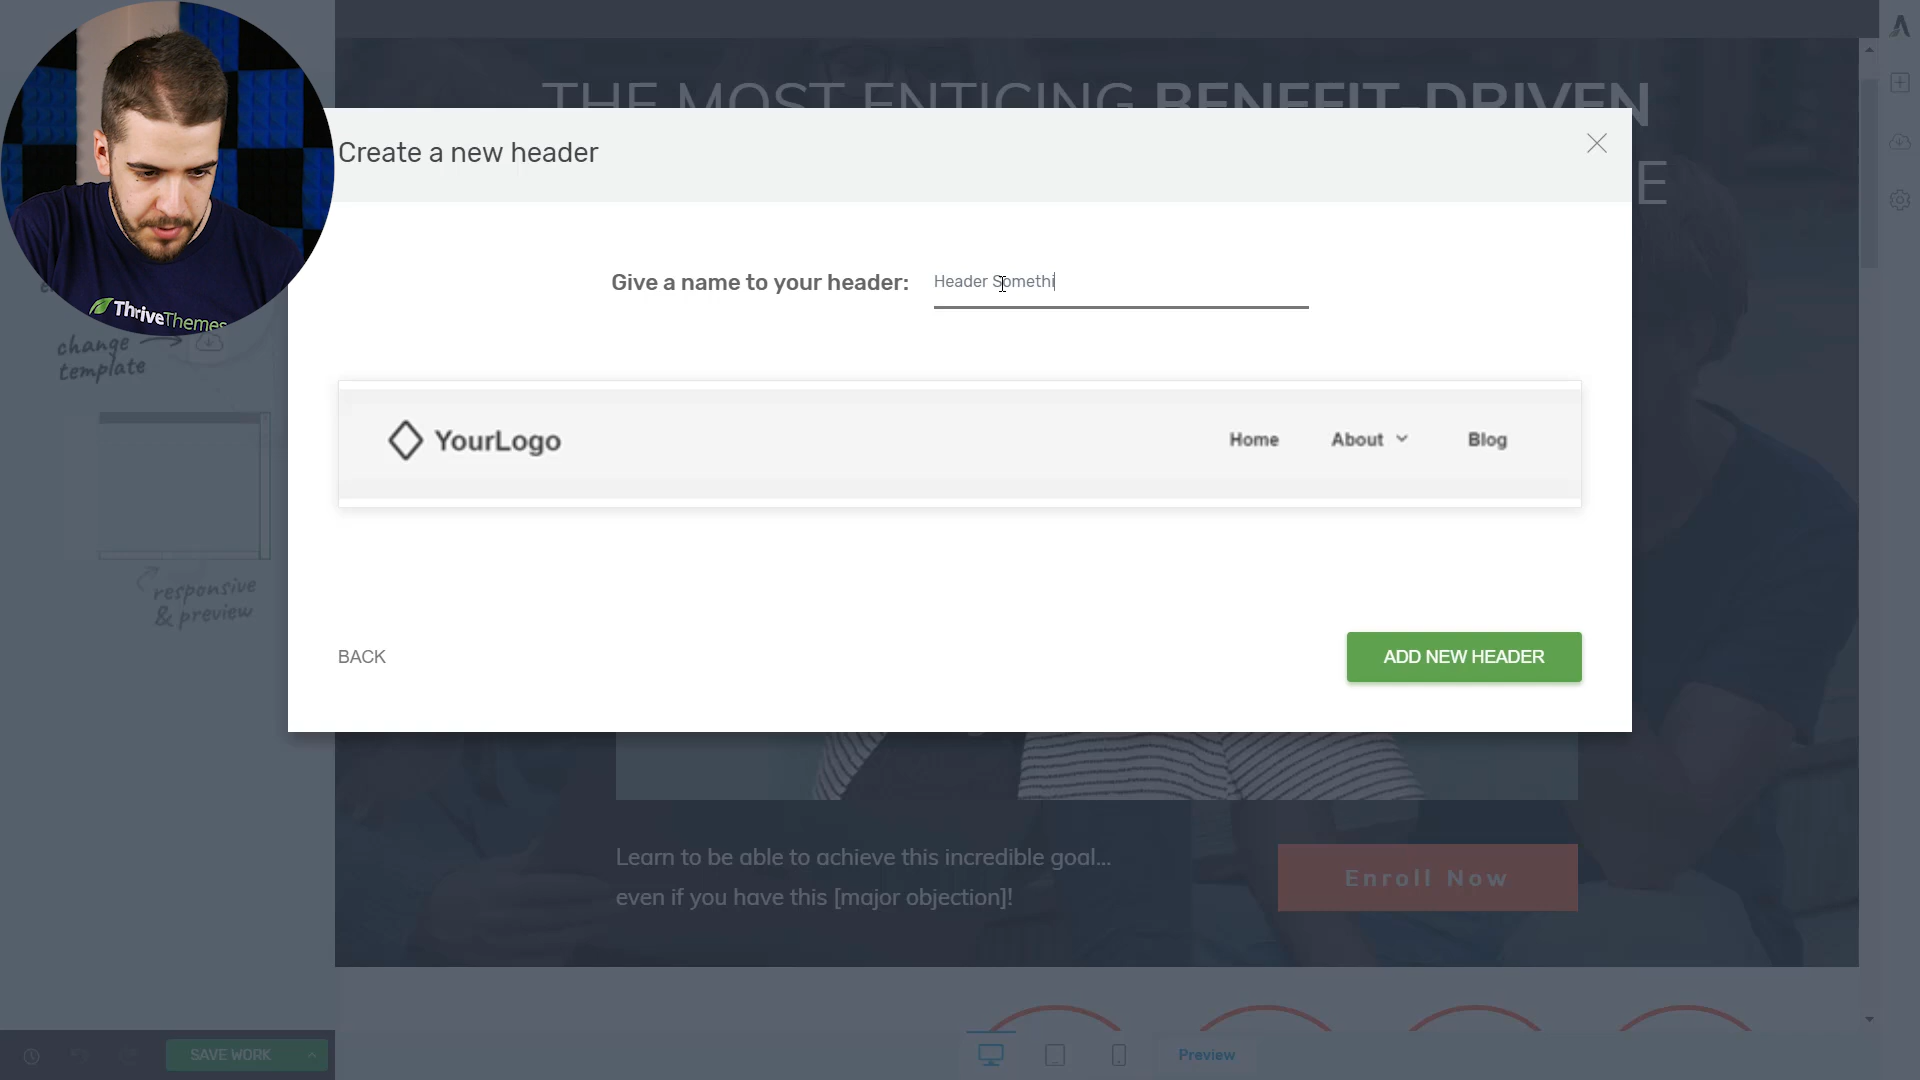 THE MOST ENTICING BENEFIT-DRIVEN
E
Create a new header
Give a name to your header: Header Somethi
ThriveThemes
change
template
YourLogo Home About Blog
responsive
& preview
BACK ADD NEW HEADER
Learn to be able to achieve this incredible goal...
even if you have this [major objection]!
Enroll Now
SAVE WORK Preview